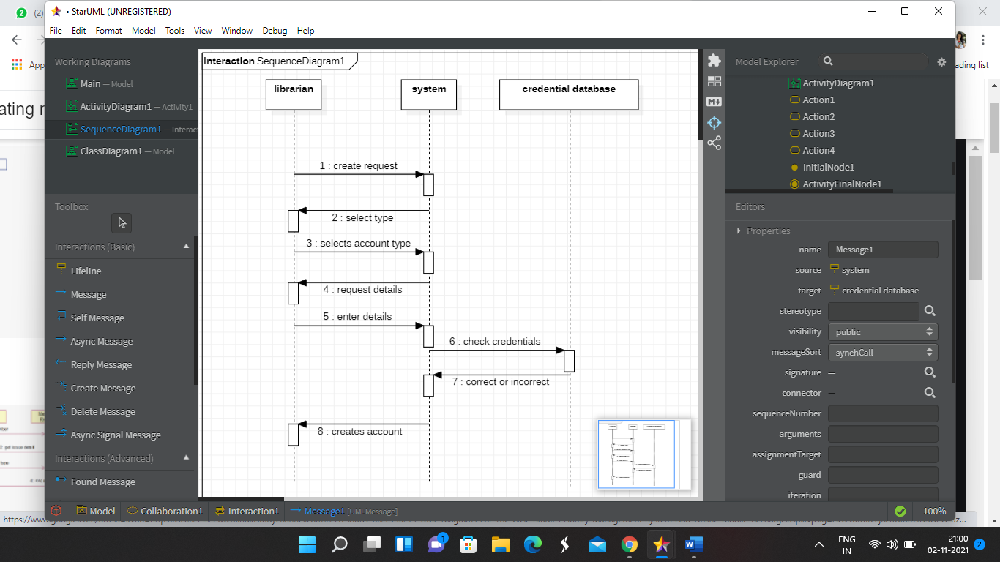 2 (2)
• StarUML (UNREGISTERED)
File Edit Format Model Tools View Window Debug Help
App
ading list
ating
Working Diagrams
Main — Model
ActivityDiagram1 — Activity1
SequenceDiagram1 — Interact
ClassDiagram1 — Model
Toolbox
Interactions (Basic)
Lifeline
Message
Self Message
Async Message
Reply Message
Create Message
Delete Message
Async Signal Message
Interactions (Advanced)
Found Message
interaction SequenceDiagram1
librarian system credential database
1 : create request
2 : select type
3 : selects account type
4 : request details
5 : enter details
6 : check credentials
7 : correct or incorrect
8 : creates account
M
Model Explorer
ActivityDiagram1
Action1
Action2
Action3
Action4
InitialNode1
ActivityFinalNode1
Editors
Properties
name Message1
source system
target credential database
stereotype —
visibility public
messageSort synchCall
signature —
connector —
sequenceNumber
arguments
assignmentTarget
guard
iteration
Model Collaboration1 Interaction1 Message1 [UMLMessage] 100%
1
W
ENG
IN
21:00
02-11-2021
2